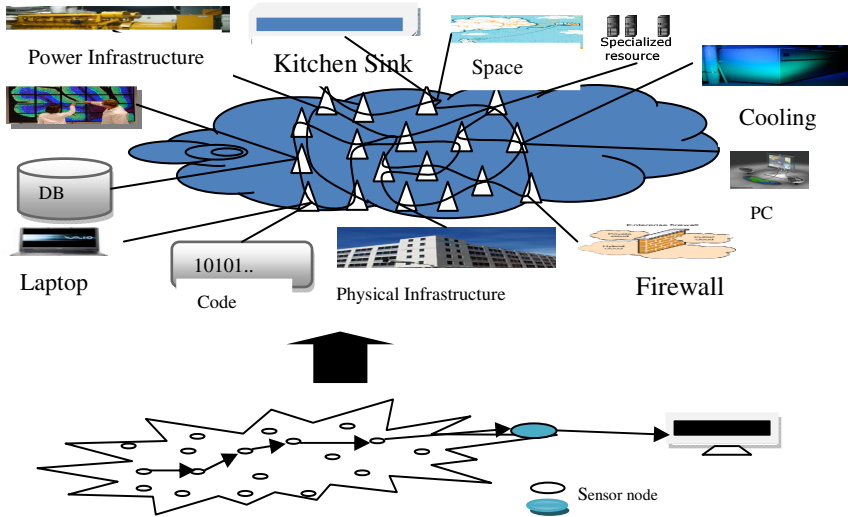 Power Infrastructure
Kitchen Sink
Space
Specialized
resource
Cooling
DB
PC
Laptop
10101..
Code
Physical Infrastructure
Firewall
Sensor node